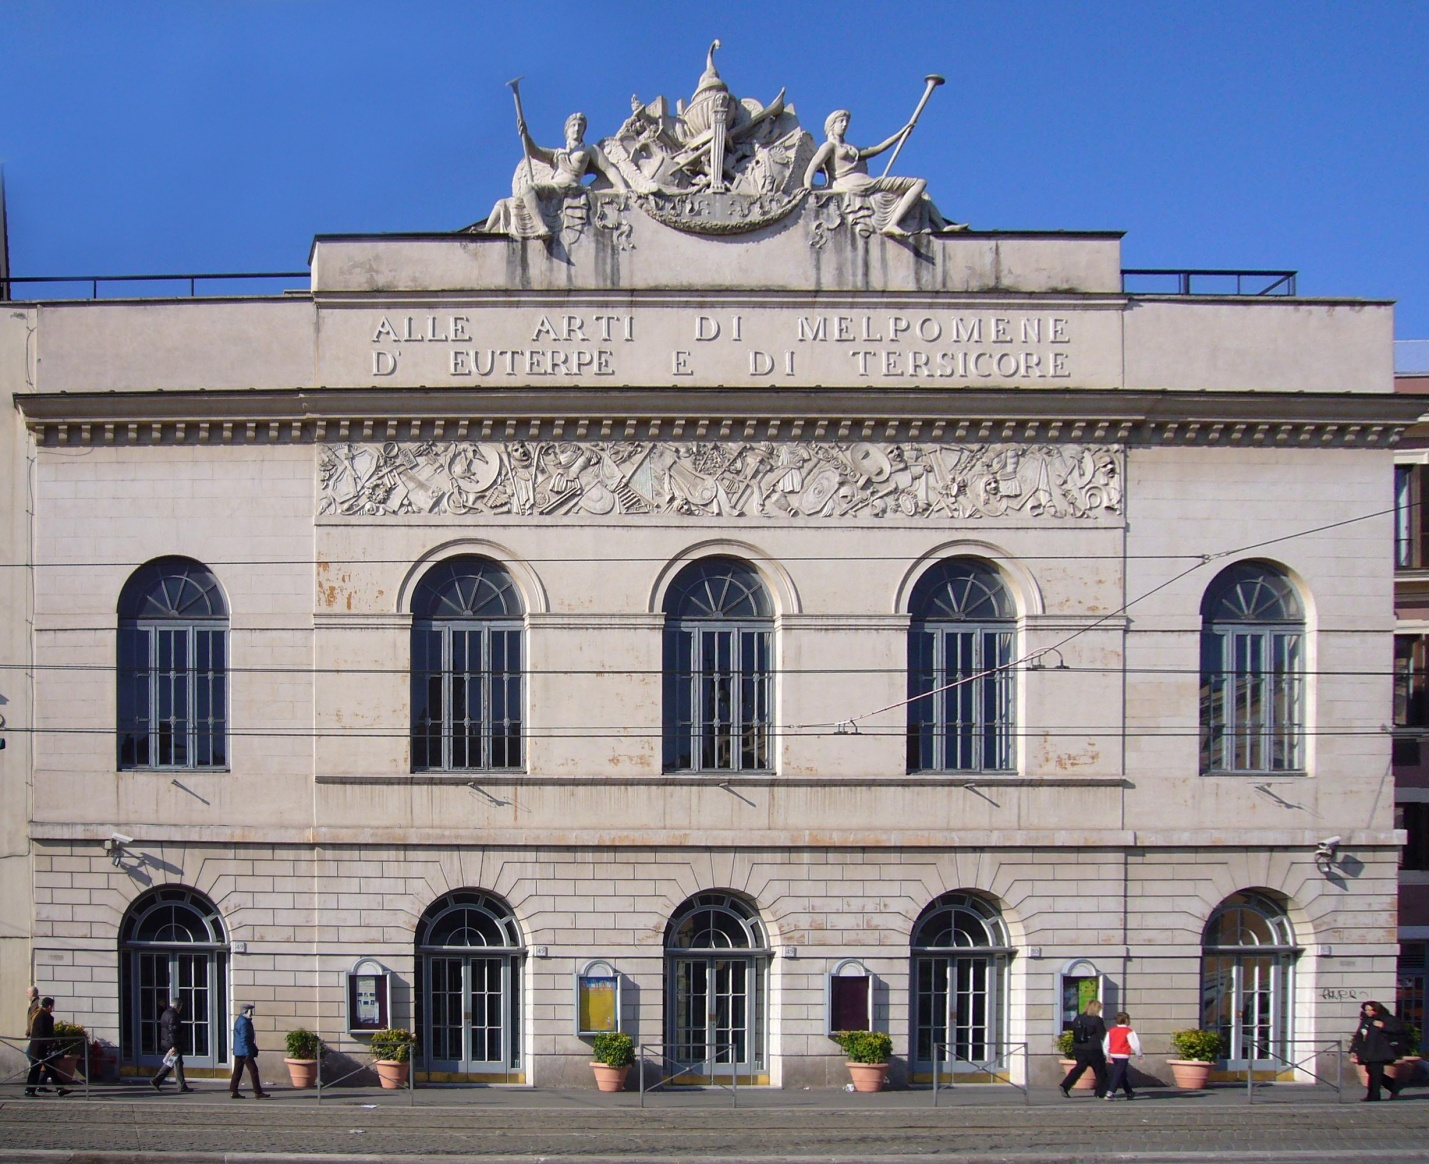 ALLE ARTI DI MELPOMENE
D'EUTERPE E DI TERSICORE